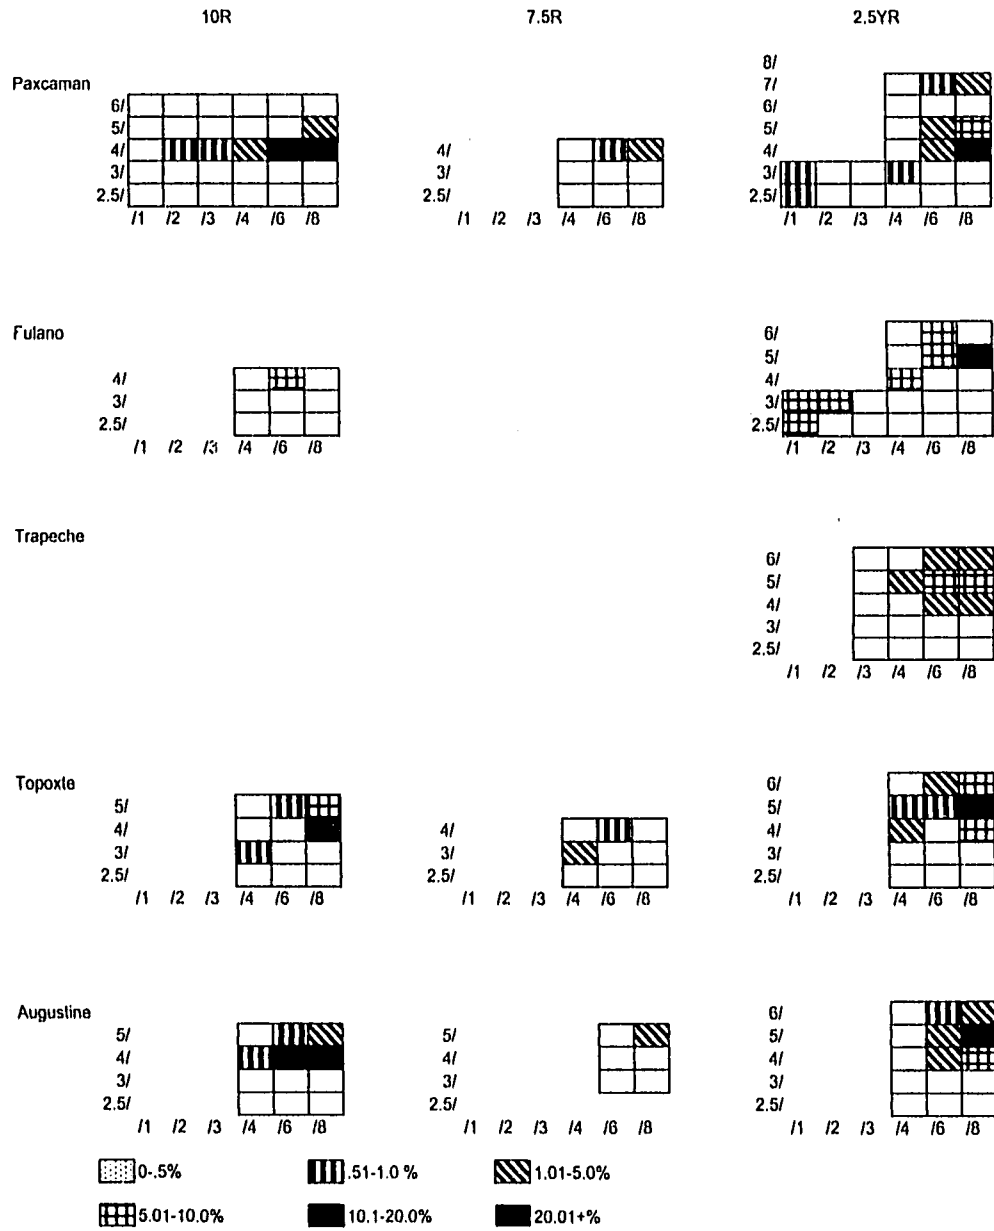 10R 7.5R 2.5YR
Paxcaman
6/
5/
4/
3/
2.5/
/1 /2 /3 /4 /6 /8
4/
3/
2.5/
/1 /2 /3 /4 /6 /8
8/
7/
6/
5/
4/
3/
2.5/
/1 /2 /3 /4 /6 /8
Fulano
4/
3/
2.5/
/1 /2 /3 /4 /6 /8
6/
5/
4/
3/
2.5/
/1 /2 /3 /4 /6 /8
Trapeche
6/
5/
4/
3/
2.5/
/1 /2 /3 /4 /6 /8
Topoxte
5/
4/
3/
2.5/
/1 /2 /3 /4 /6 /8
4/
3/
2.5/
/1 /2 /3 /4 /6 /8
6/
5/
4/
3/
2.5/
/1 /2 /3 /4 /6 /8
Augustine
5/
4/
3/
2.5/
/1 /2 /3 /4 /6 /8
5/
4/
3/
2.5/
/1 /2 /3 /4 /6 /8
6/
5/
4/
3/
2.5/
/1 /2 /3 /4 /6 /8
0-.5% .51-1.0 % 1.01-5.0%
5.01-10.0% 10.1-20.0% 20.01+%